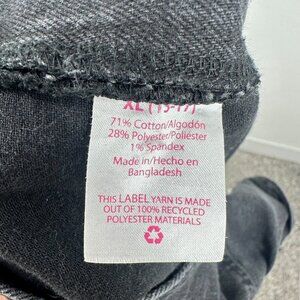 XL (15-17)
71% Cotton/Algodón
28% Polyester/Poliéster
1% Spandex
Made in/Hecho en
Bangladesh
THIS LABEL YARN IS MADE
OUT OF 100% RECYCLED
POLYESTER MATERIALS